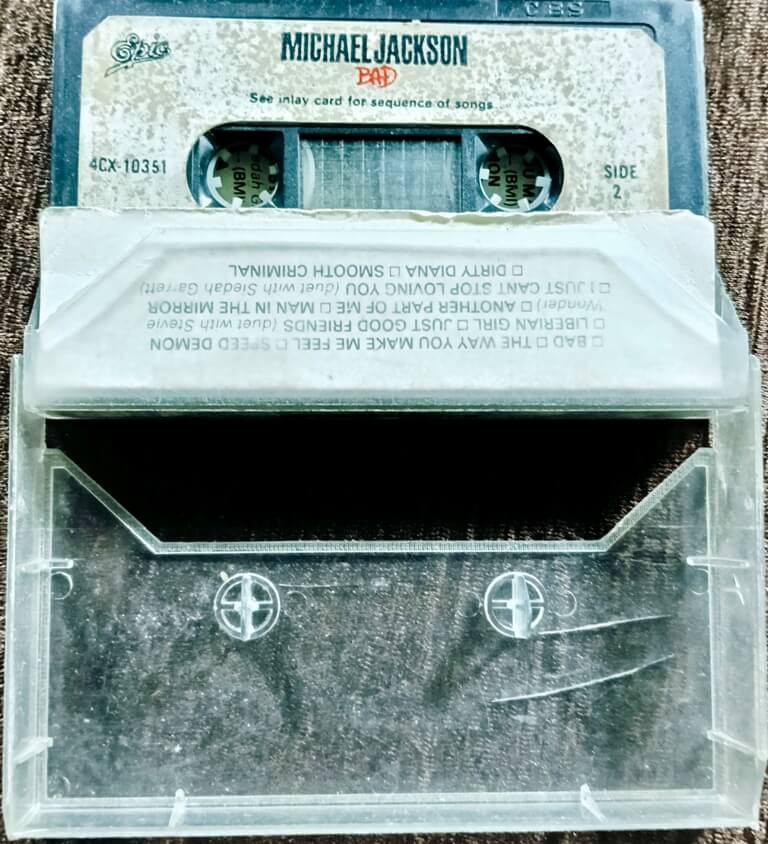 CBS
Epic
MICHAEL JACKSON
BAD
See inlay card for sequence of songs
4CX-10351
SIDE
2
(BMI)
(BMI)
□ BAD □ THE WAY YOU MAKE ME FEEL □ SPEED DEMON
□ LIBERIAN GIRL □ JUST GOOD FRIENDS (duet with Stevie
Wonder) □ ANOTHER PART OF ME □ MAN IN THE MIRROR
□ I JUST CANT STOP LOVING YOU (duet with Siedah Garrett)
□ DIRTY DIANA □ SMOOTH CRIMINAL